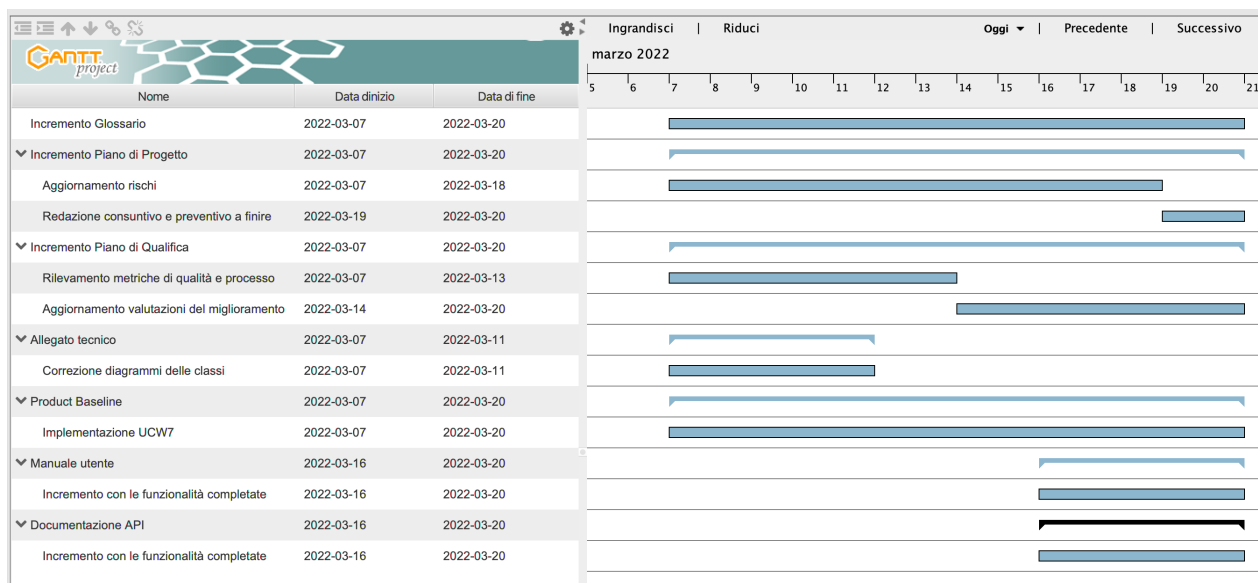 Ingrandisci | Riduci Oggi | Precedente | Successivo
GANTT project
marzo 2022
5 6 7 8 9 10 11 12 13 14 15 16 17 18 19 20 21
Nome Data dinizio Data di fine
Incremento Glossario 2022-03-07 2022-03-20
Incremento Piano di Progetto 2022-03-07 2022-03-20
Aggiornamento rischi 2022-03-07 2022-03-18
Redazione consuntivo e preventivo a finire 2022-03-19 2022-03-20
Incremento Piano di Qualifica 2022-03-07 2022-03-20
Rilevamento metriche di qualità e processo 2022-03-07 2022-03-13
Aggiornamento valutazioni del miglioramento 2022-03-14 2022-03-20
Allegato tecnico 2022-03-07 2022-03-11
Correzione diagrammi delle classi 2022-03-07 2022-03-11
Product Baseline 2022-03-07 2022-03-20
Implementazione UCW7 2022-03-07 2022-03-20
Manuale utente 2022-03-16 2022-03-20
Incremento con le funzionalità completate 2022-03-16 2022-03-20
Documentazione API 2022-03-16 2022-03-20
Incremento con le funzionalità completate 2022-03-16 2022-03-20